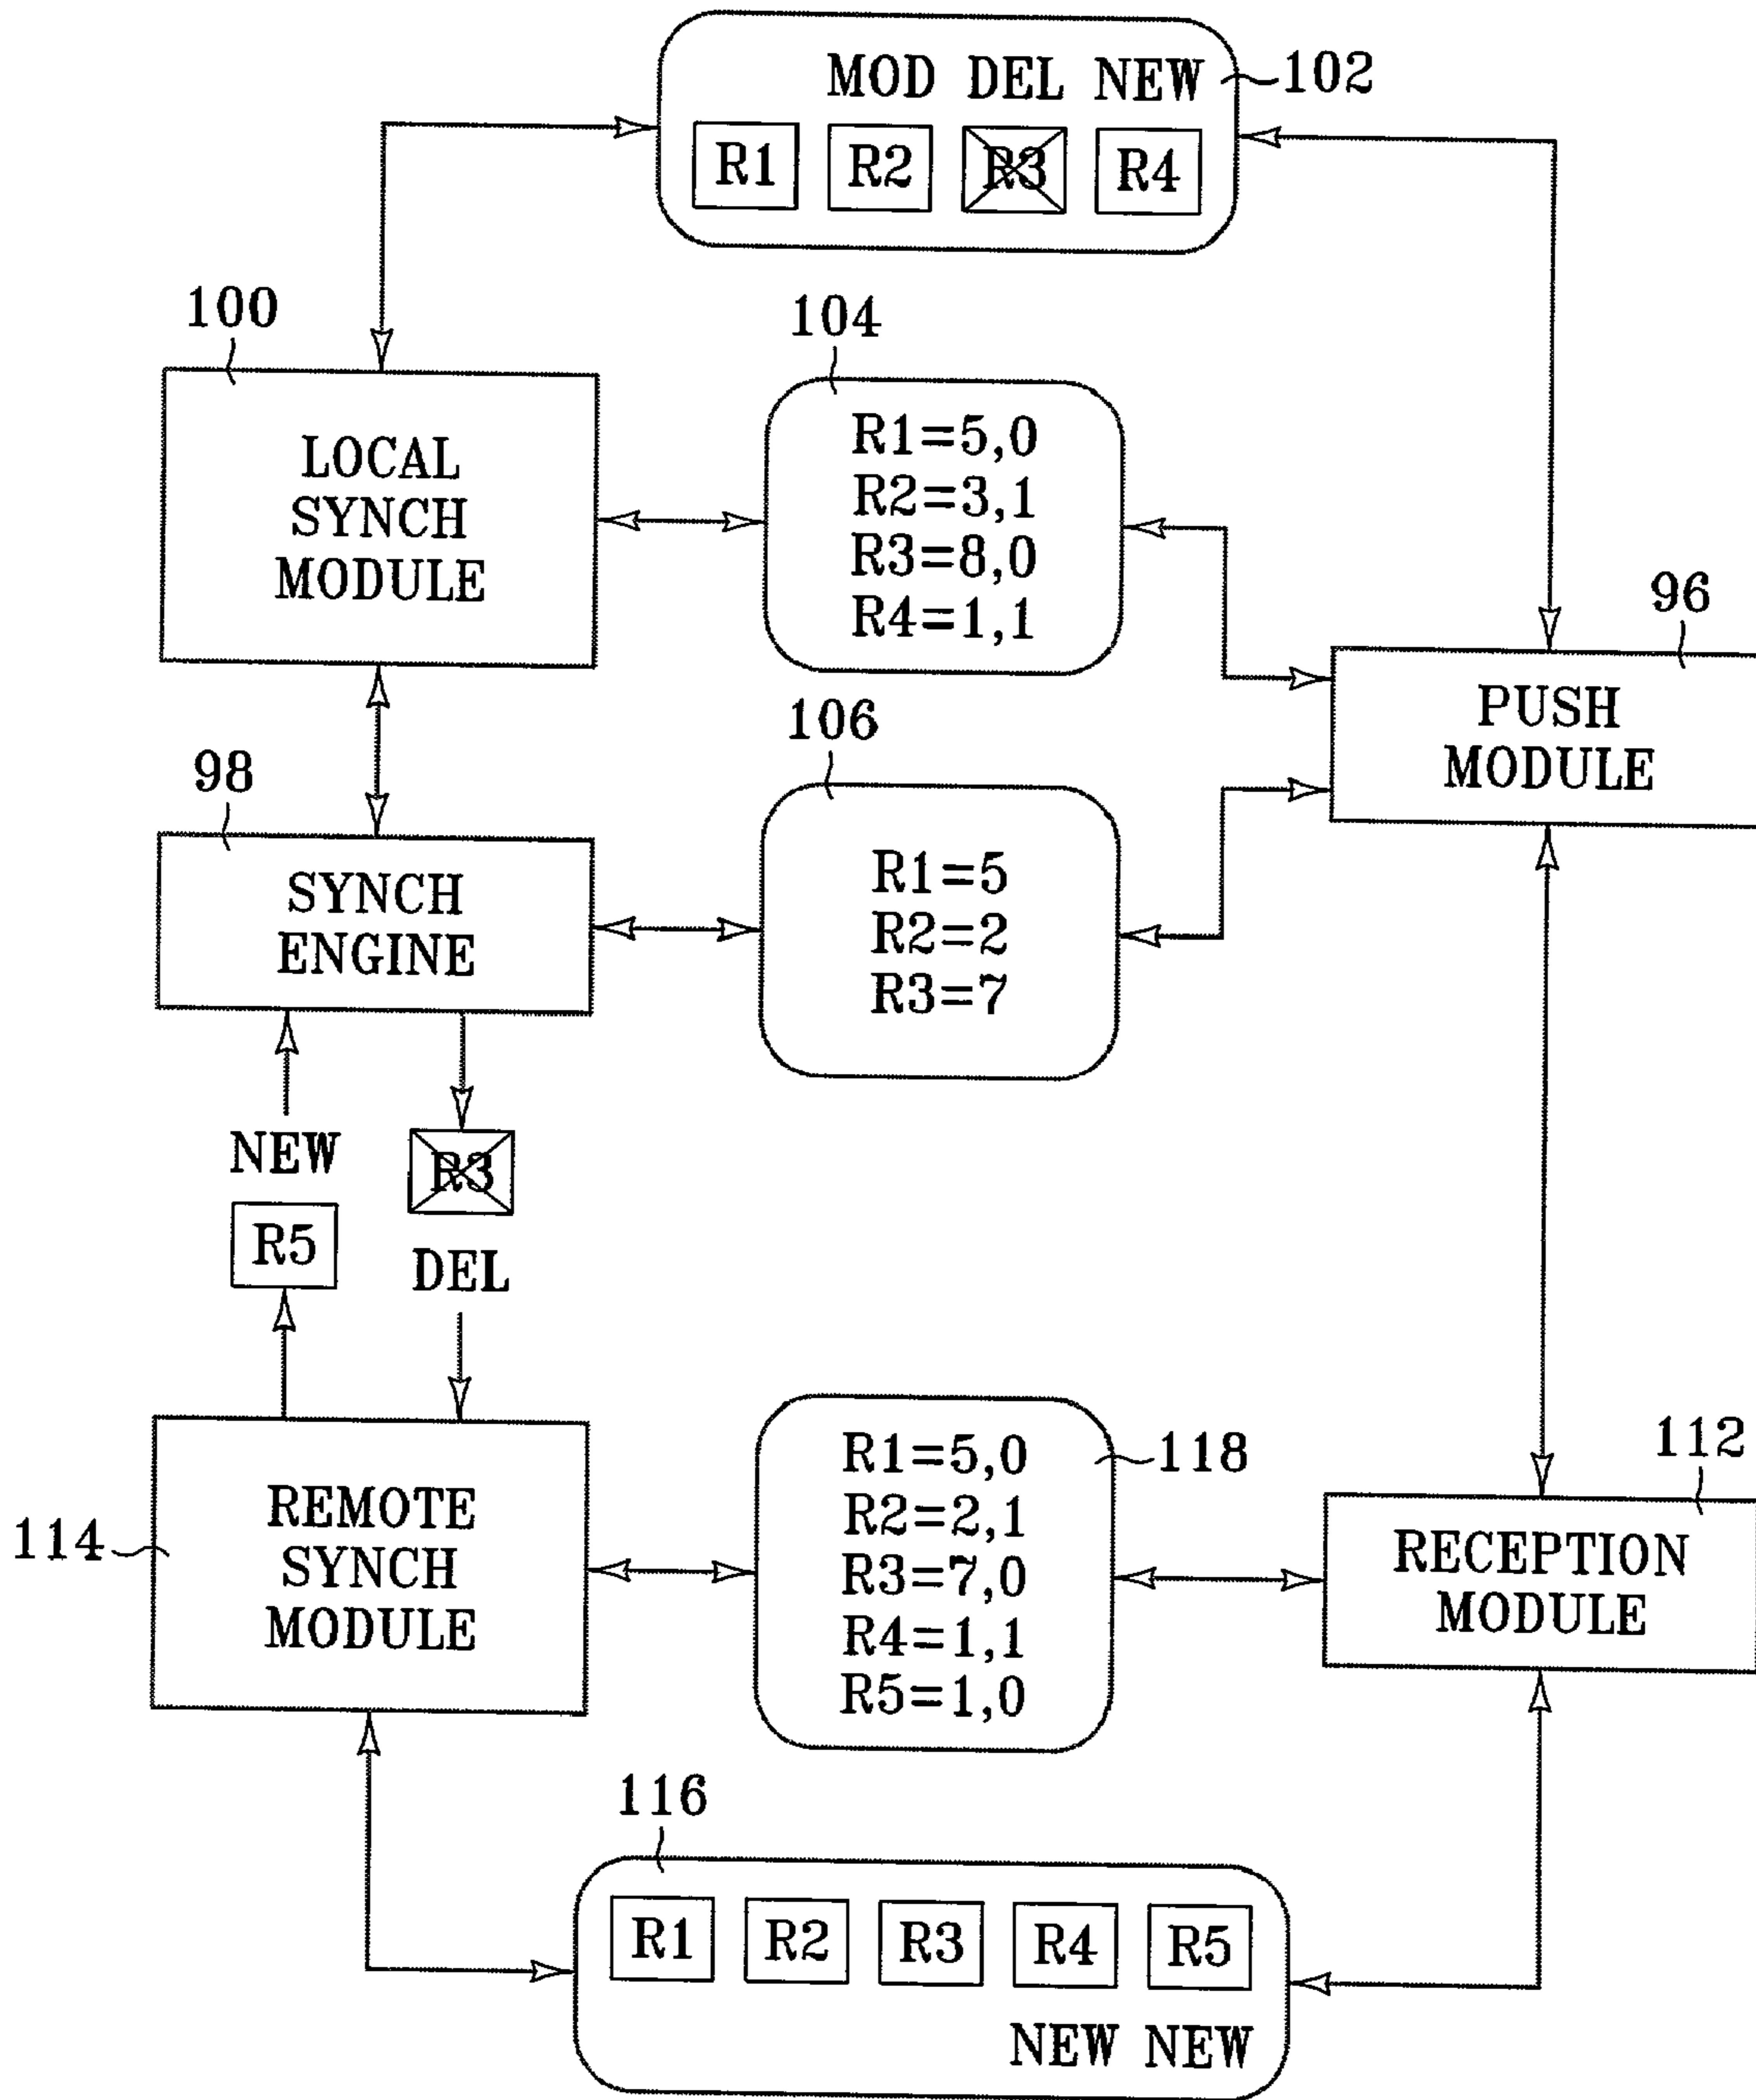 MOD DEL NEW
102
R1 R2 R3 R4
100
LOCAL
SYNCH
MODULE
104
R1=5,0
R2=3,1
R3=8,0
R4=1,1
96
PUSH
MODULE
106
R1=5
R2=2
R3=7
98
SYNCH
ENGINE
NEW
R5
R3
DEL
114
REMOTE
SYNCH
MODULE
R1=5,0
R2=2,1
R3=7,0
R4=1,1
R5=1,0
118
112
RECEPTION
MODULE
116
R1 R2 R3 R4 R5
NEW NEW